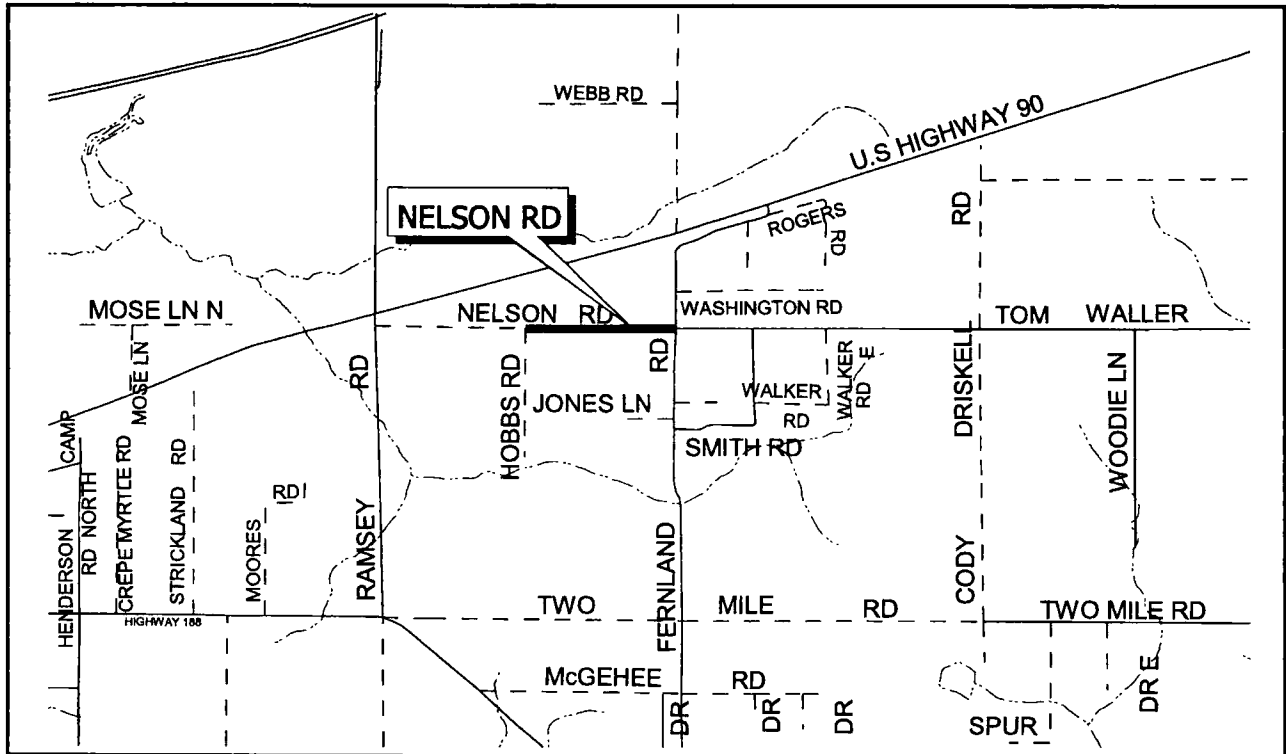 WEBB RD
U.S HIGHWAY 90
NELSON RD
ROGERS RD
RD
MOSE LN N
NELSON RD
WASHINGTON RD
TOM WALLER
MOSE LN
RD
HOBBS RD
RD
JONES LN
WALKER RD
WALKER RD E
DRISKELL
WOODIE LN
SMITH RD
CAMP
HENDERSON RD NORTH
CREPE MYRTLE RD
STRICKLAND RD
MOORES RD
RAMSEY
FERNLAND
CODY
TWO MILE RD
TWO MILE RD
HIGHWAY 188
McGEHEE RD
DR
DR
DR
DR E
SPUR